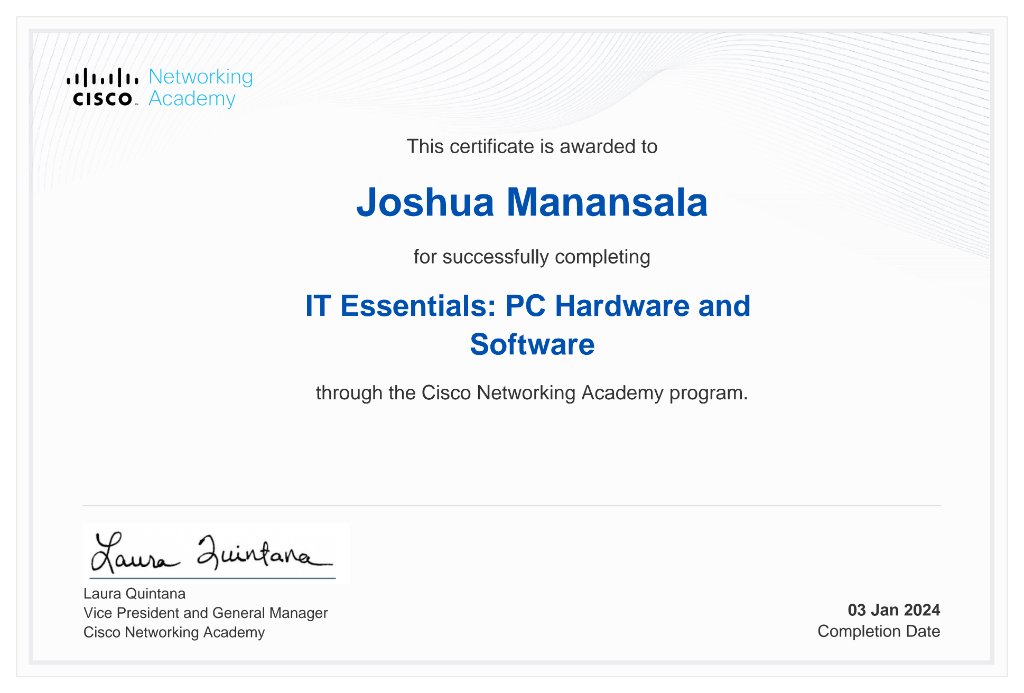 CISCO Networking
Academy
This certificate is awarded to
Joshua Manansala
for successfully completing
IT Essentials: PC Hardware and
Software
through the Cisco Networking Academy program.
Laura Quintana
Laura Quintana
Vice President and General Manager
Cisco Networking Academy
03 Jan 2024
Completion Date